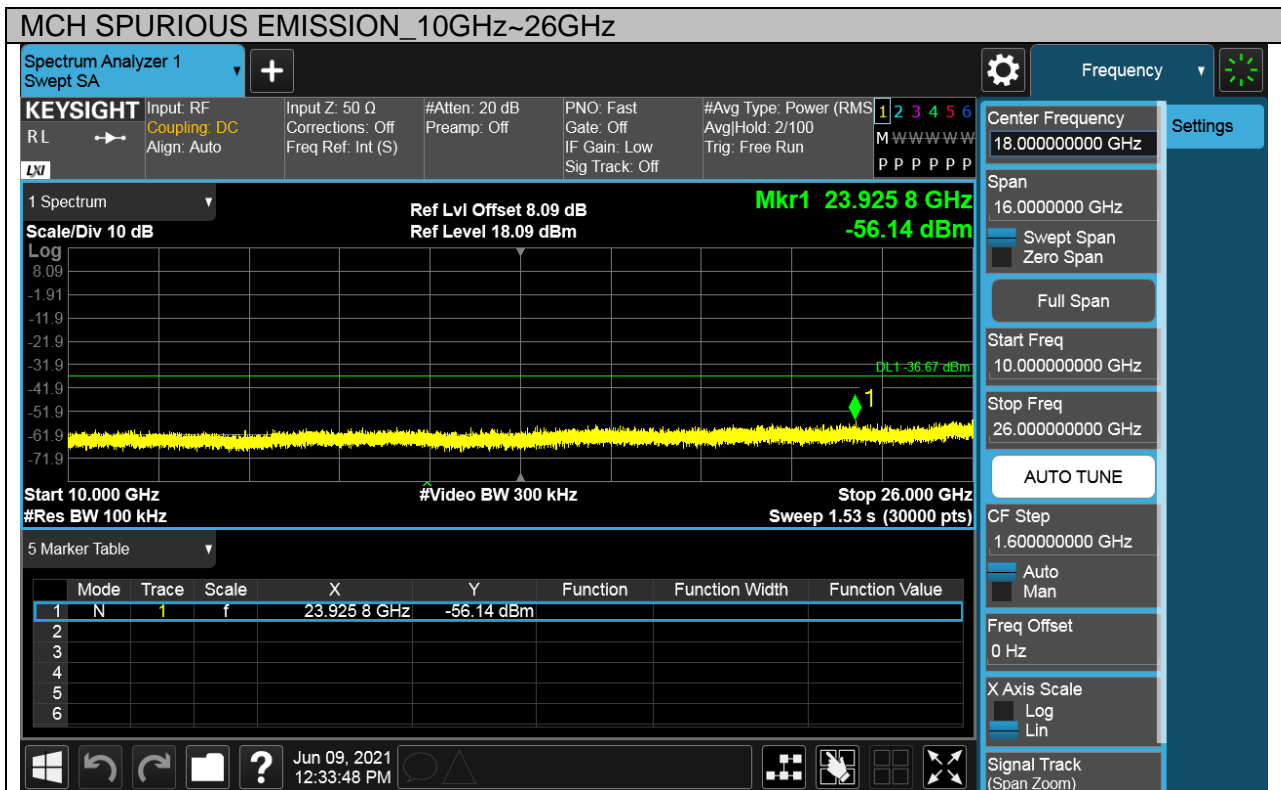 MCH SPURIOUS EMISSION_10GHz~26GHz
Spectrum Analyzer 1
Swept SA
+
Frequency
KEYSIGHT
RL
LXI
Input: RF
Coupling: DC
Align: Auto
Input Z: 50 Ω
Corrections: Off
Freq Ref: Int (S)
#Atten: 20 dB
Preamp: Off
PNO: Fast
Gate: Off
IF Gain: Low
Sig Track: Off
#Avg Type: Power (RMS
Avg|Hold: 2/100
Trig: Free Run
1 2 3 4 5 6
M W W W W W
P P P P P P
1 Spectrum
Scale/Div 10 dB
Ref Lvl Offset 8.09 dB
Ref Level 18.09 dBm
Mkr1 23.925 8 GHz
-56.14 dBm
Log
8.09
-1.91
-11.9
-21.9
-31.9
-41.9
-51.9
-61.9
-71.9
DL1 -36.67 dBm
1
Start 10.000 GHz
#Res BW 100 kHz
#Video BW 300 kHz
Stop 26.000 GHz
Sweep 1.53 s (30000 pts)
5 Marker Table
Mode Trace Scale X Y Function Function Width Function Value
1 N 1 f 23.925 8 GHz -56.14 dBm
2
3
4
5
6
?
Jun 09, 2021
12:33:48 PM
Center Frequency
18.000000000 GHz
Settings
Span
16.0000000 GHz
Swept Span
Zero Span
Full Span
Start Freq
10.000000000 GHz
Stop Freq
26.000000000 GHz
AUTO TUNE
CF Step
1.600000000 GHz
Auto
Man
Freq Offset
0 Hz
X Axis Scale
Log
Lin
Signal Track
(Span Zoom)